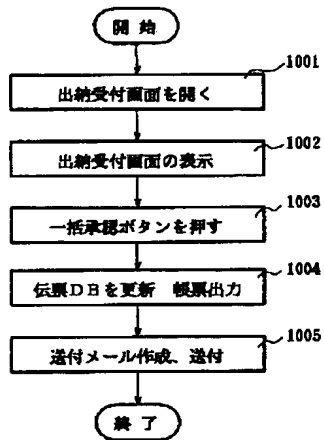 開 始
1001
出納受付画面を開く
1002
出納受付画面の表示
1003
一括承認ボタンを押す
1004
伝票DBを更新 帳票出力
1005
送付メール作成、送付
終 了